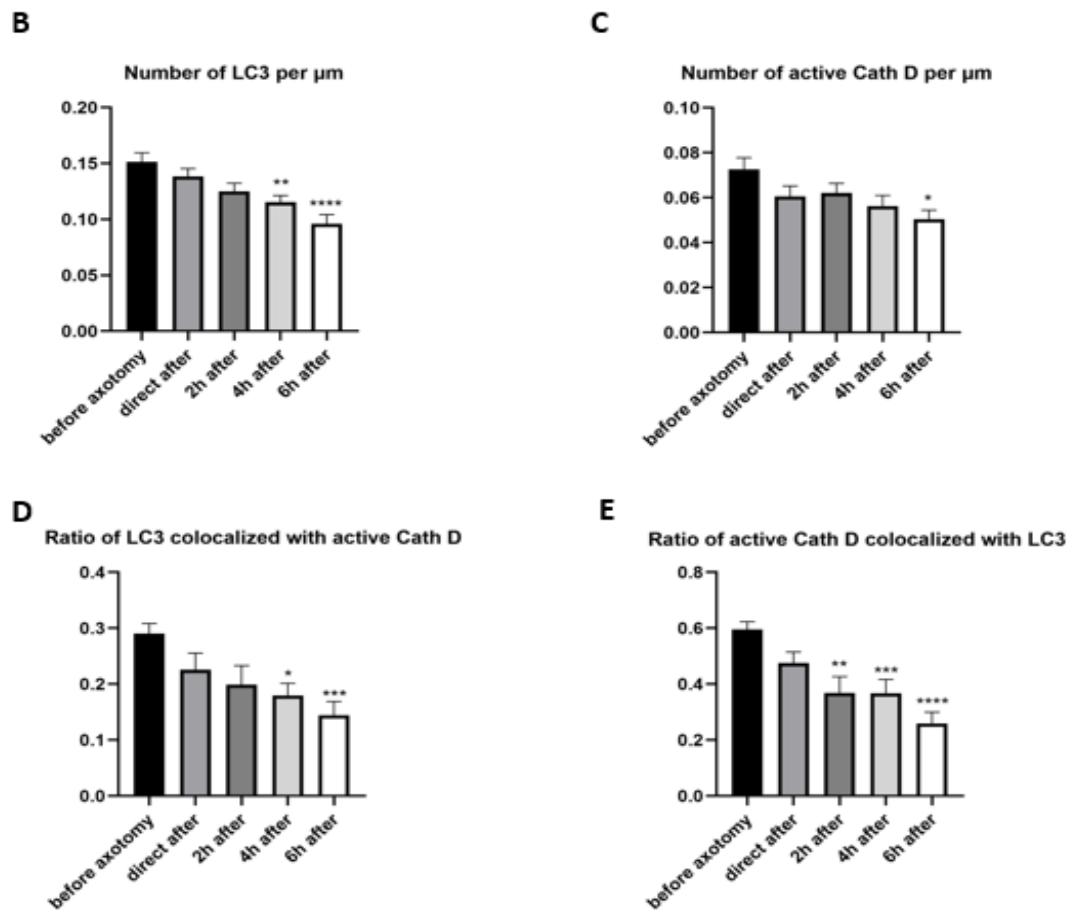 B
Number of LC3 per µm
0.20
0.15
0.10
0.05
0.00
**
****
before axotomy
direct after
2h after
4h after
6h after
C
Number of active Cath D per µm
0.10
0.08
0.06
0.04
0.02
0.00
*
before axotomy
direct after
2h after
4h after
6h after
D
Ratio of LC3 colocalized with active Cath D
0.4
0.3
0.2
0.1
0.0
*
***
before axotomy
direct after
2h after
4h after
6h after
E
Ratio of active Cath D colocalized with LC3
0.8
0.6
0.4
0.2
0.0
**
***
****
before axotomy
direct after
2h after
4h after
6h after